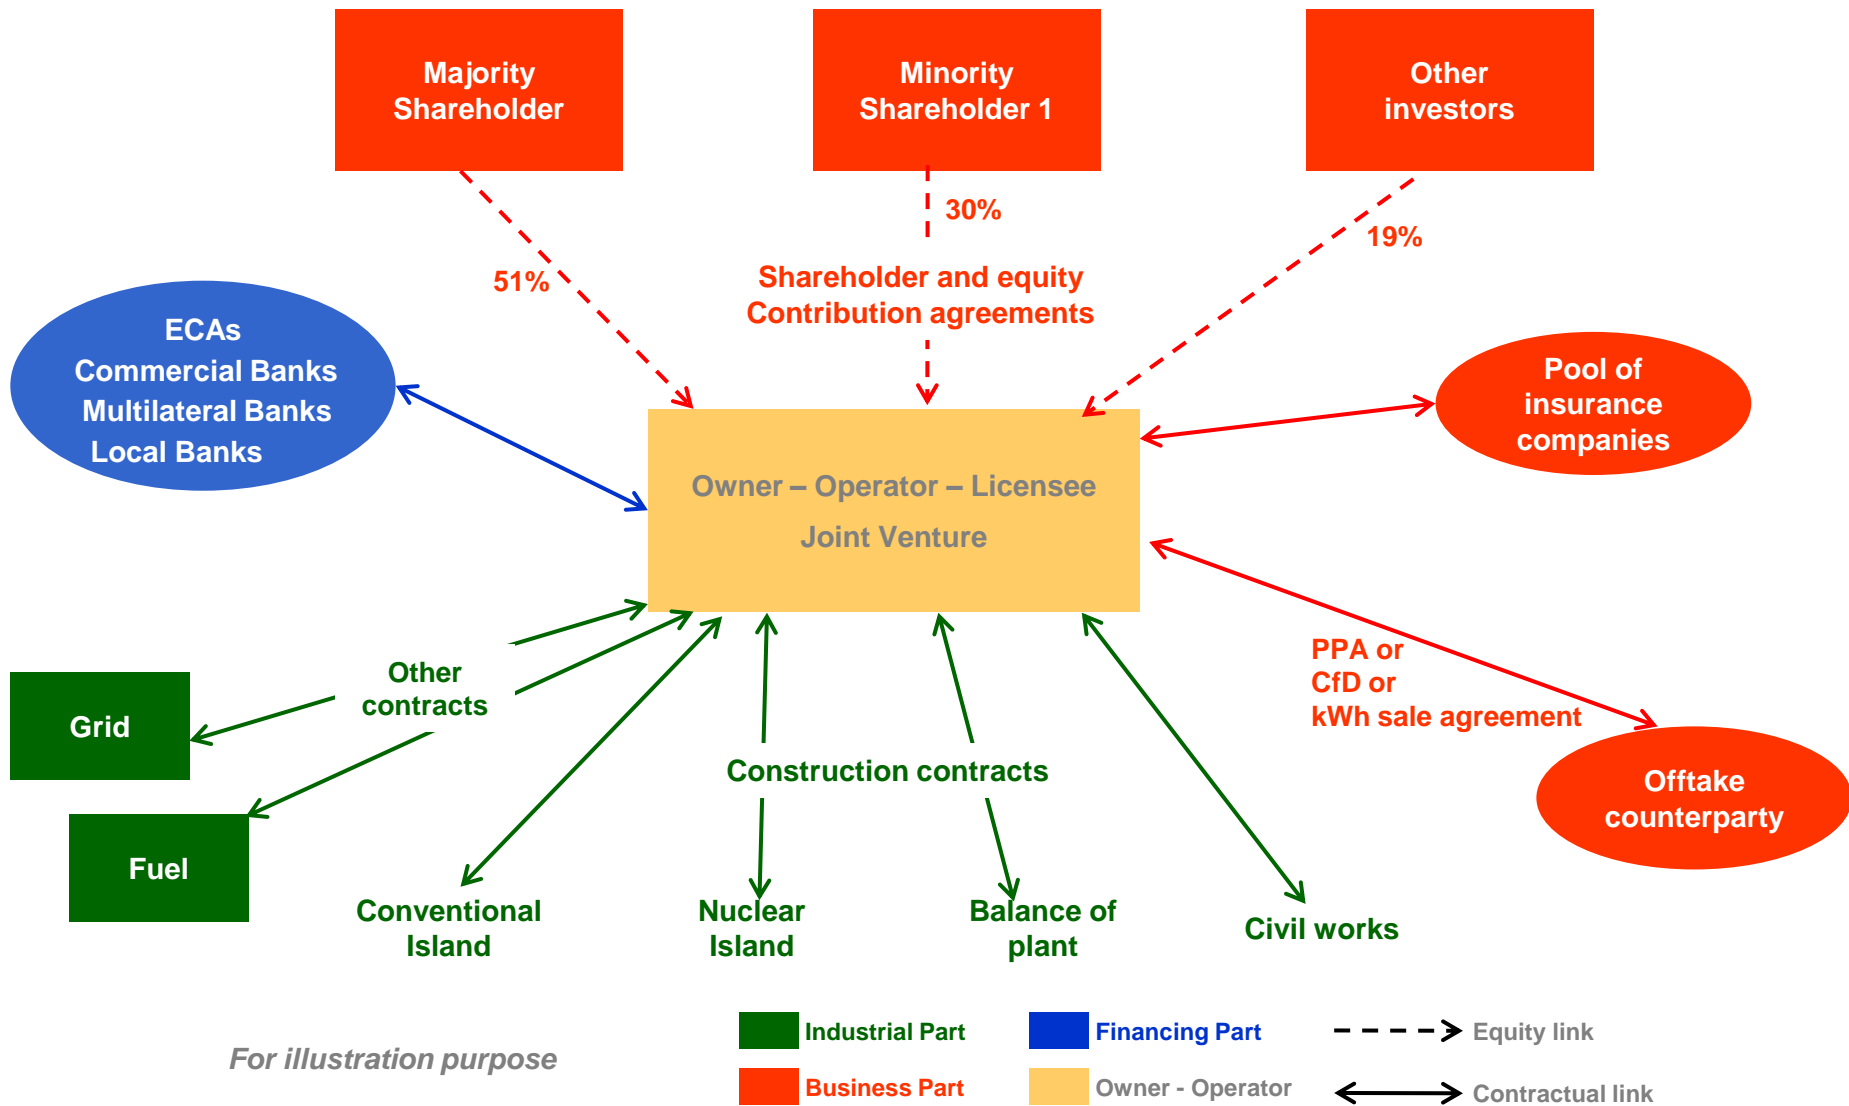 Majority
Shareholder
Minority
Shareholder 1
Other
investors
30%
19%
51%
Shareholder and equity
Contribution agreements
ECAs
Commercial Banks
Multilateral Banks
Local Banks
Pool of
insurance
companies
Owner – Operator – Licensee
Joint Venture
PPA or
CfD or
kWh sale agreement
Other
contracts
Grid
Construction contracts
Offtake
counterparty
Fuel
Conventional
Island
Nuclear
Island
Balance of
plant
Civil works
Industrial Part
Financing Part
Equity link
For illustration purpose
Business Part
Owner - Operator
Contractual link